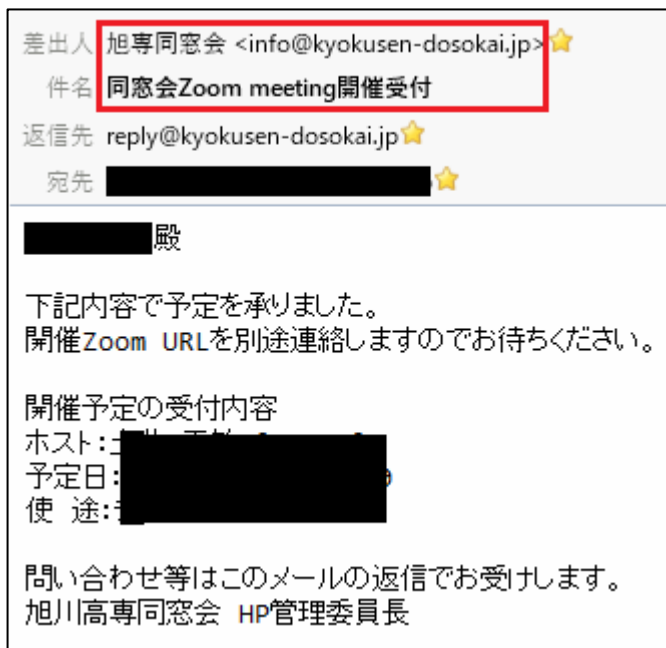 差出人 旭専同窓会 <info@kyokusen-dosokai.jp>
件名 同窓会Zoom meeting開催受付
返信先 reply@kyokusen-dosokai.jp
宛先
殿
下記内容で予定を承りました。
開催Zoom URLを別途連絡しますのでお待ちください。
開催予定の受付内容
ホスト:
予定日:
使 途:
問い合わせ等はこのメールの返信でお受けします。
旭川高専同窓会 HP管理委員長